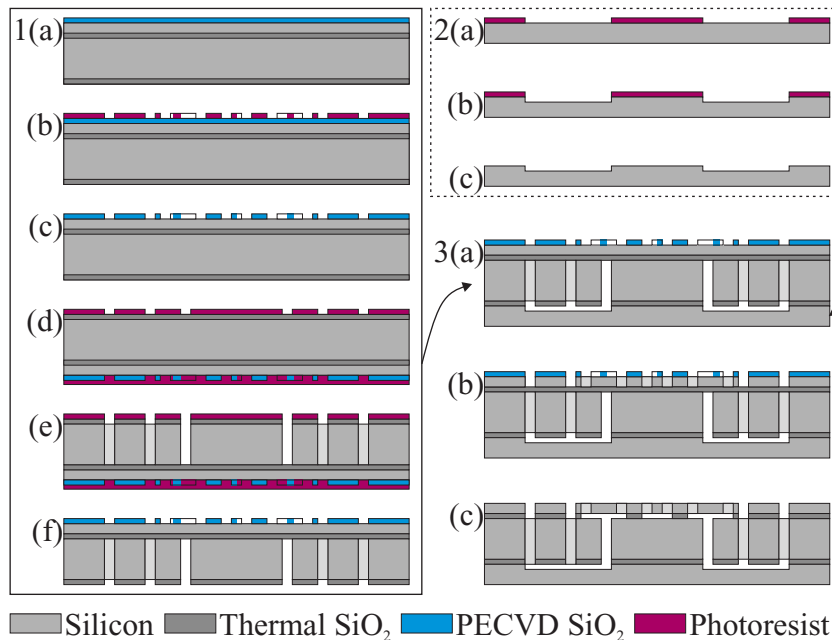 1(a)
(b)
(c)
(d)
(e)
(f)
2(a)
(b)
(c)
3(a)
(b)
(c)
Silicon Thermal SiO₂ PECVD SiO₂ Photoresist